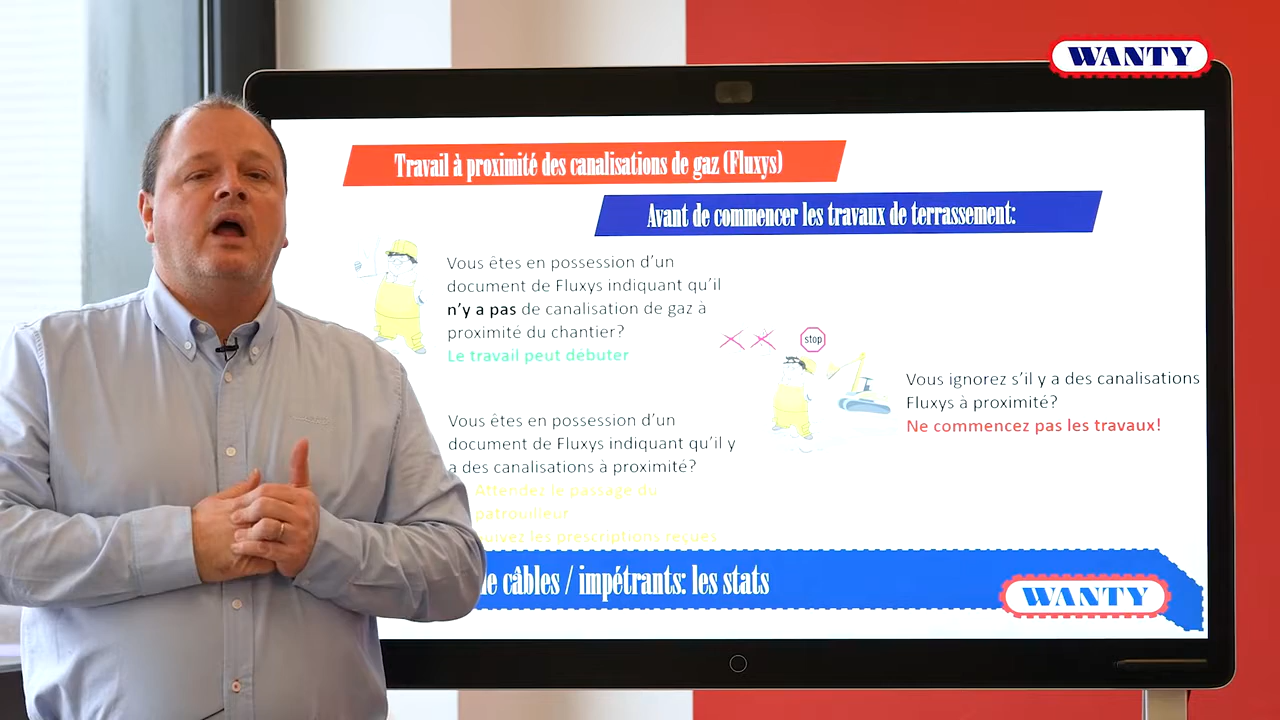 WANTY
Travail à proximité des canalisations de gaz (Fluxys)
Avant de commencer les travaux de terrassement:
Vous êtes en possession d'un
document de Fluxys indiquant qu'il
n'y a pas de canalisation de gaz à
proximité du chantier?
Le travail peut débuter
stop
Vous ignorez s'il y a des canalisations
Fluxys à proximité?
Ne commencez pas les travaux!
Vous êtes en possession d'un
document de Fluxys indiquant qu'il y
a des canalisations à proximité?
Attendez le passage du
patrouilleur
les prescriptions reçues
câbles / impétrants: les stats
WANTY